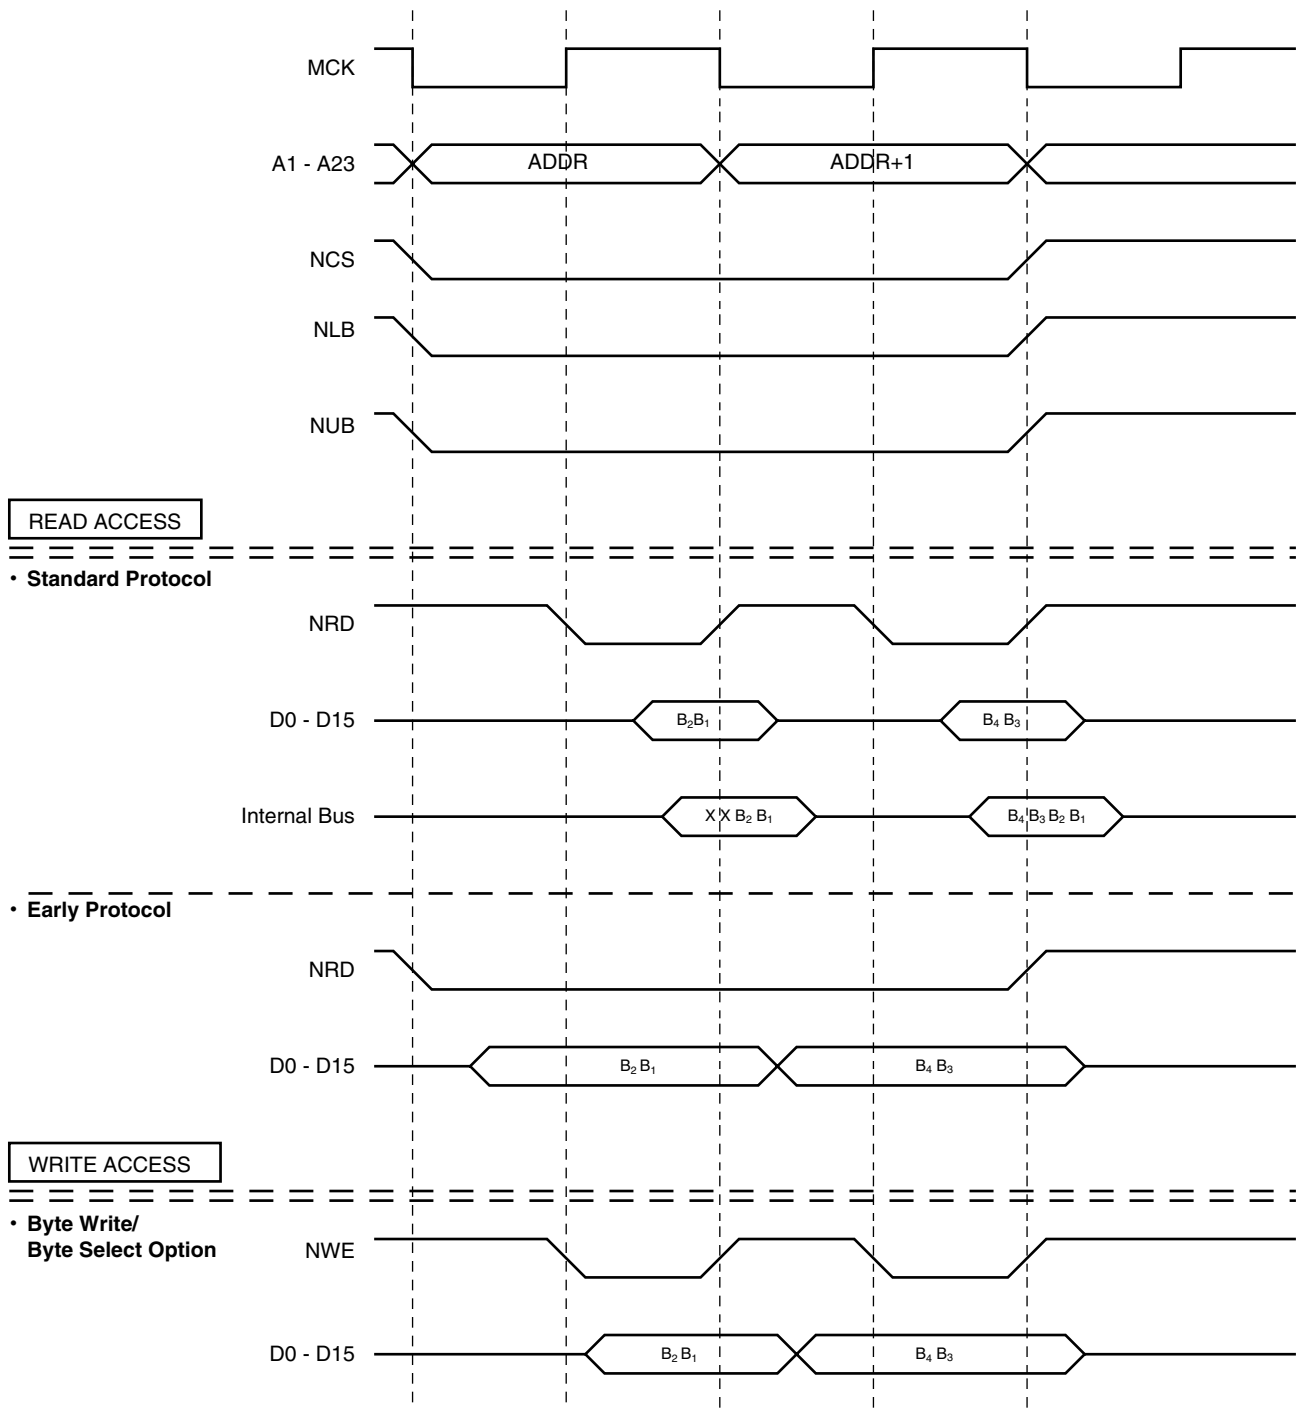 MCK
A1 - A23 ADDR ADDR+1
NCS
NLB
NUB
READ ACCESS
• Standard Protocol
NRD
D0 - D15 B₂B₁ B₄ B₃
Internal Bus X X B₂ B₁ B₄ B₃ B₂ B₁
• Early Protocol
NRD
D0 - D15 B₂ B₁ B₄ B₃
WRITE ACCESS
• Byte Write/
Byte Select Option NWE
D0 - D15 B₂ B₁ B₄ B₃